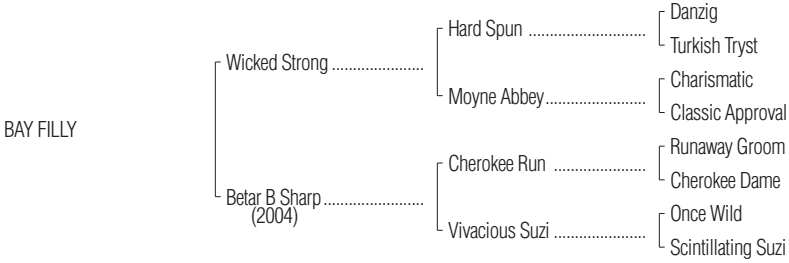 Danzig
Hard Spun ..........................
Turkish Tryst
Wicked Strong .....................
Charismatic
Moyne Abbey.......................
Classic Approval
BAY FILLY
Runaway Groom
Cherokee Run .....................
Cherokee Dame
Betar B Sharp.......................
(2004)
Once Wild
Vivacious Suzi .....................
Scintillating Suzi